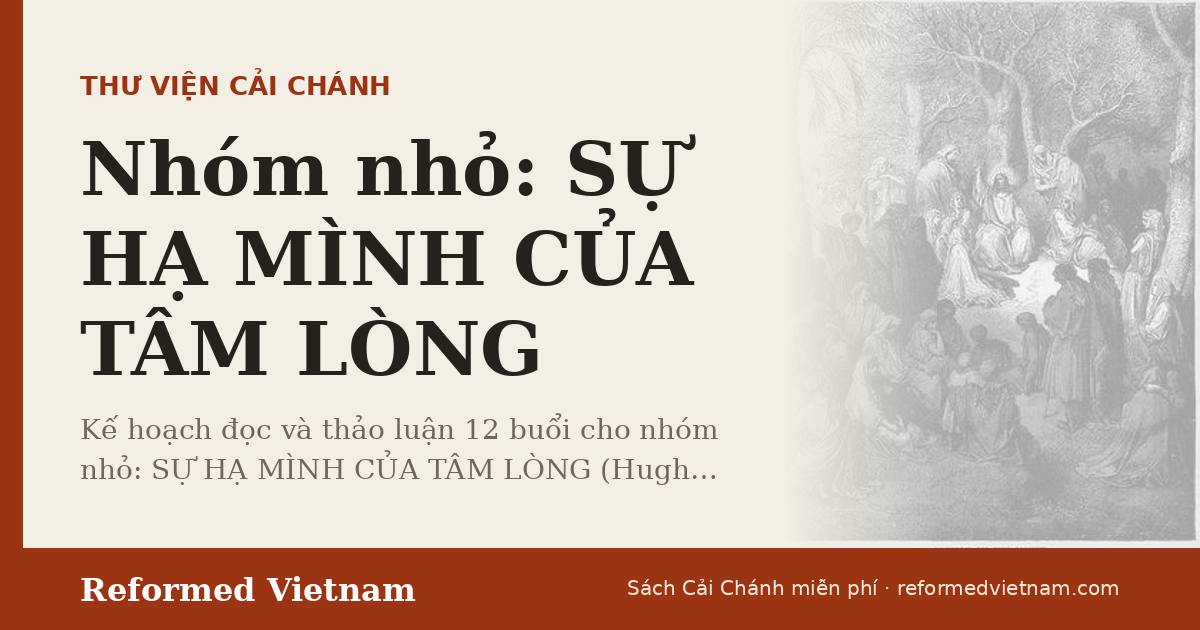 THƯ VIỆN CẢI CHÁNH
Nhóm nhỏ: SỰ
HẠ MÌNH CỦA
TÂM LÒNG
Kế hoạch đọc và thảo luận 12 buổi cho nhóm
nhỏ: SỰ HẠ MÌNH CỦA TÂM LÒNG (Hugh...
Reformed Vietnam
Sách Cải Chánh miễn phí · reformedvietnam.com